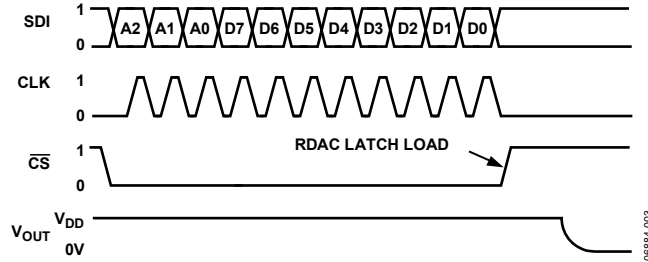 SDI 1 0 A2 A1 A0 D7 D6 D5 D4 D3 D2 D1 D0
CLK 1 0
CS 1 0 RDAC LATCH LOAD
VOUT VDD 0V
06884-003